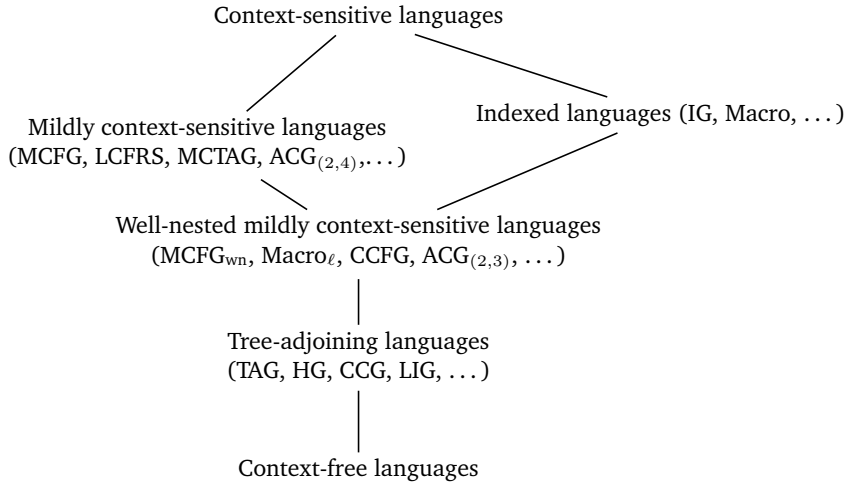 Context-sensitive languages
Indexed languages (IG, Macro, …)
Mildly context-sensitive languages
(MCFG, LCFRS, MCTAG, ACG₍₂,₄₎,…)
Well-nested mildly context-sensitive languages
(MCFGwn, Macroℓ, CCFG, ACG₍₂,₃₎, …)
Tree-adjoining languages
(TAG, HG, CCG, LIG, …)
Context-free languages